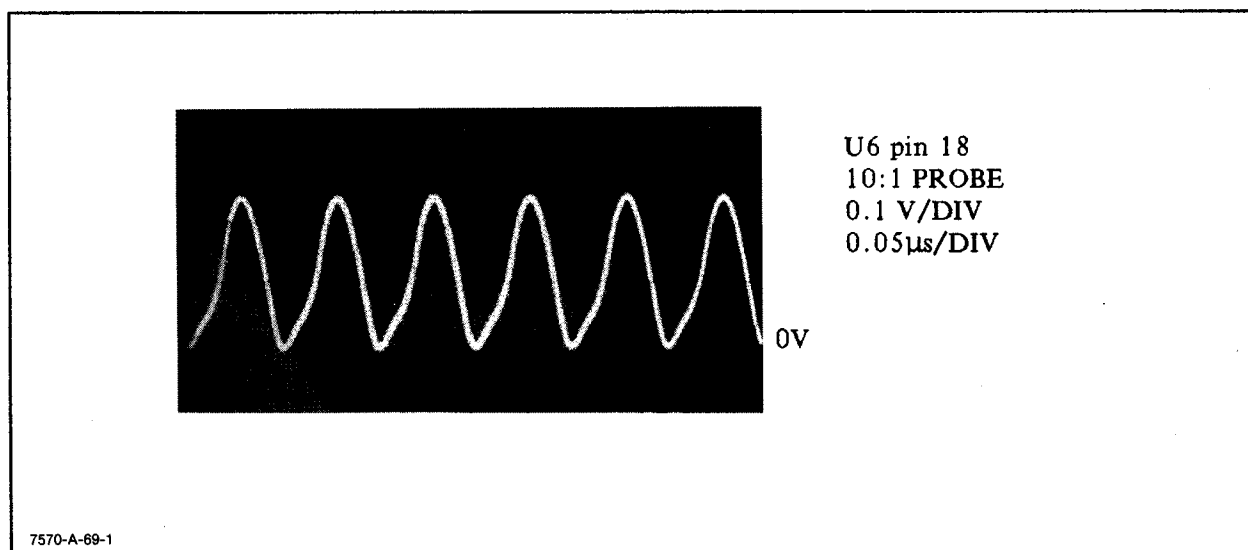 U6 pin 18
10:1 PROBE
0.1 V/DIV
0.05µs/DIV
0V
7570-A-69-1